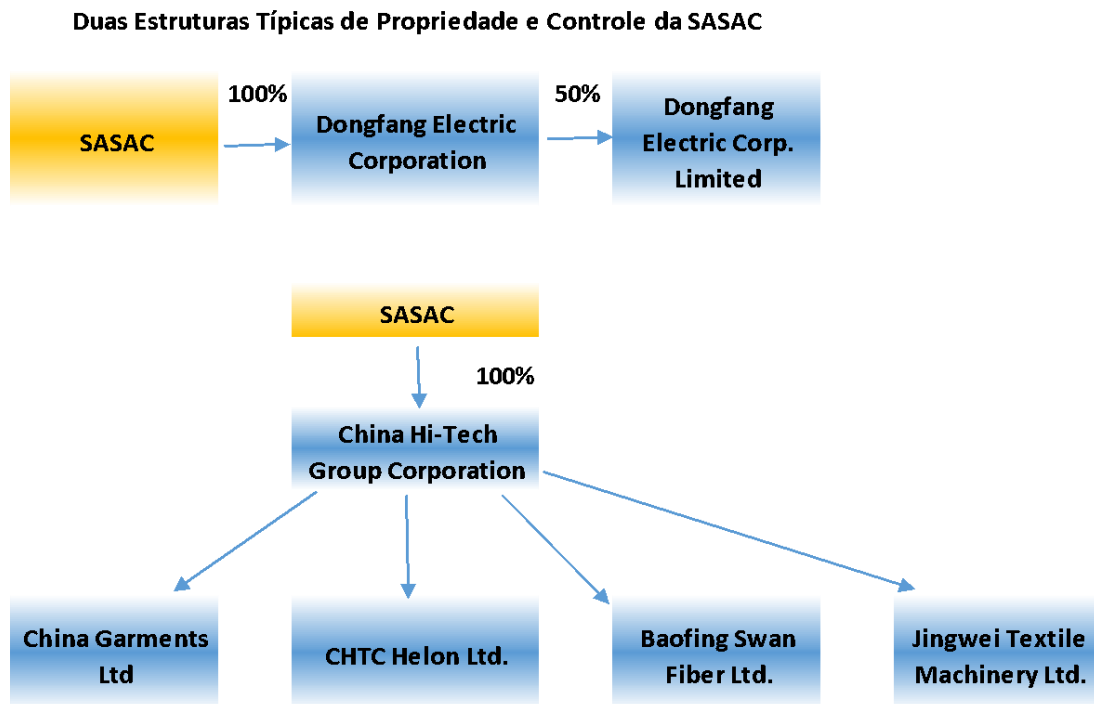 Duas Estruturas Típicas de Propriedade e Controle da SASAC
100%
50%
SASAC
Dongfang Electric
Corporation
Dongfang
Electric Corp.
Limited
SASAC
100%
China Hi-Tech
Group Corporation
China Garments
Ltd
CHTC Helon Ltd.
Baofing Swan
Fiber Ltd.
Jingwei Textile
Machinery Ltd.